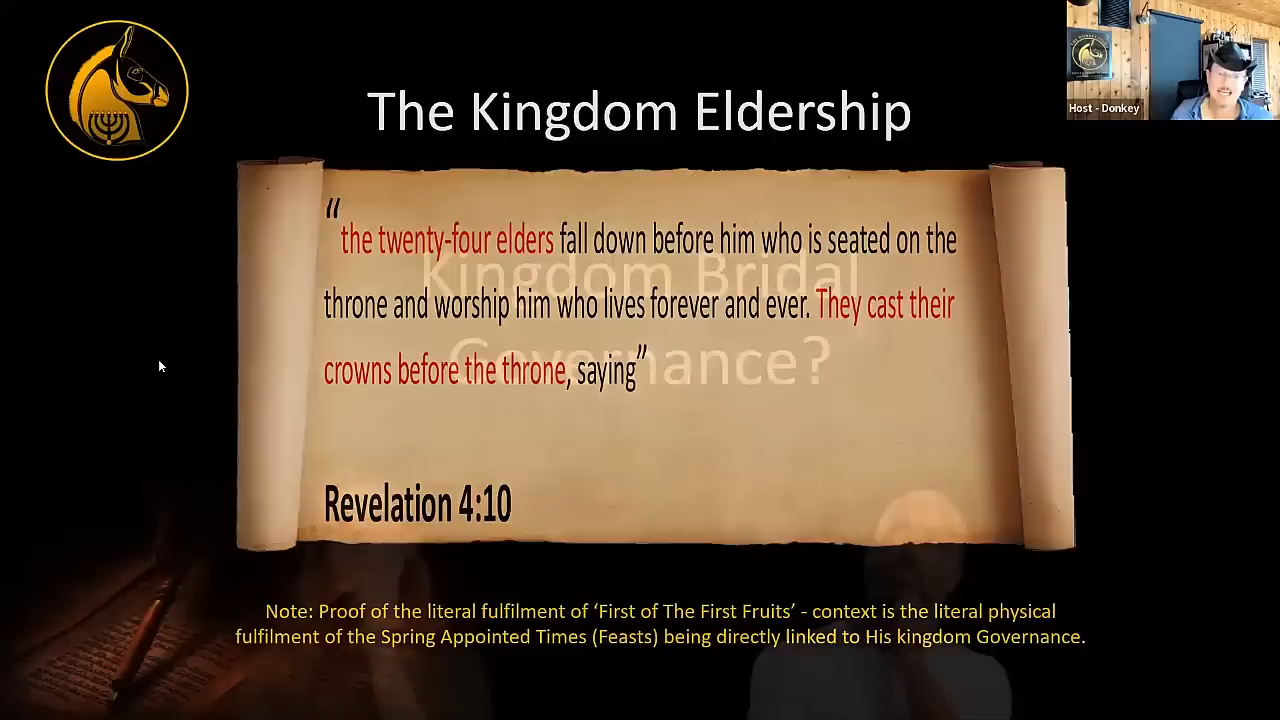 Host - Donkey
The Kingdom Eldership
“the twenty-four elders fall down before him who is seated on the
throne and worship him who lives forever and ever. They cast their
crowns before the throne, saying”
Kingdom Bridal
Governance?
Revelation 4:10
Note: Proof of the literal fulfilment of ‘First of The First Fruits’ - context is the literal physical
fulfilment of the Spring Appointed Times (Feasts) being directly linked to His kingdom Governance.